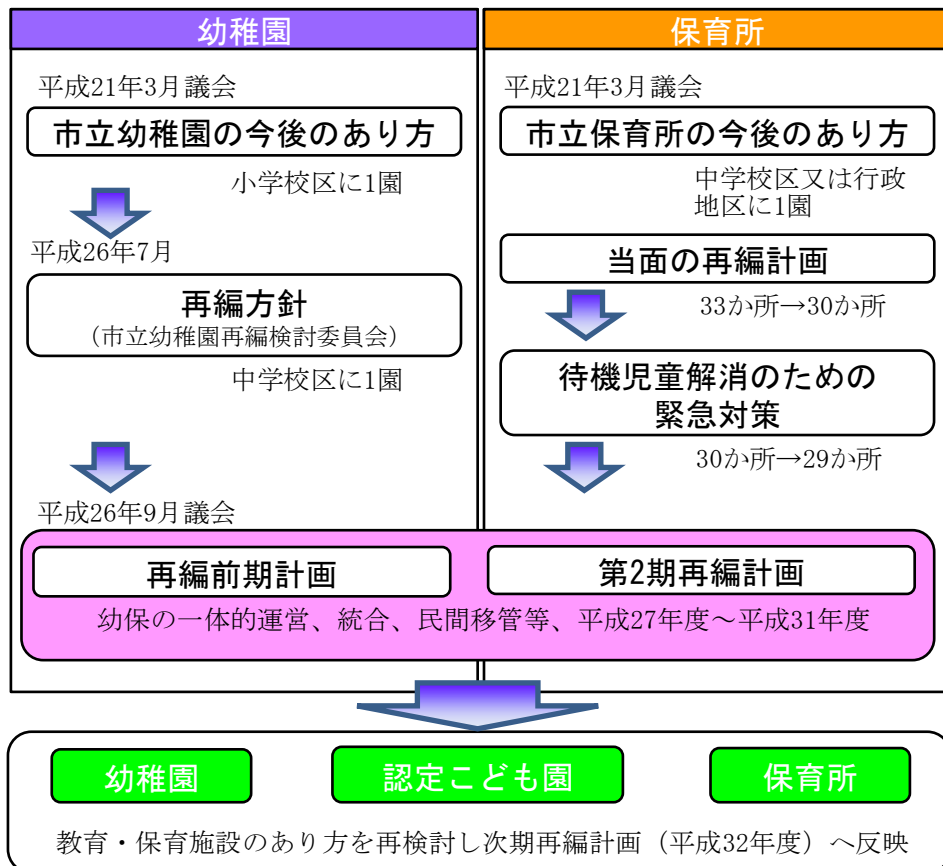 幼稚園
平成21年3月議会
市立幼稚園の今後のあり方
小学校区に1園
平成26年7月
再編方針
（市立幼稚園再編検討委員会）
中学校区に1園
平成26年9月議会
保育所
平成21年3月議会
市立保育所の今後のあり方
中学校区又は行政
地区に1園
当面の再編計画
33か所→30か所
待機児童解消のための
緊急対策
30か所→29か所
再編前期計画
第2期再編計画
幼保の一体的運営、統合、民間移管等、平成27年度～平成31年度
幼稚園
認定こども園
保育所
教育・保育施設のあり方を再検討し次期再編計画（平成32年度）へ反映